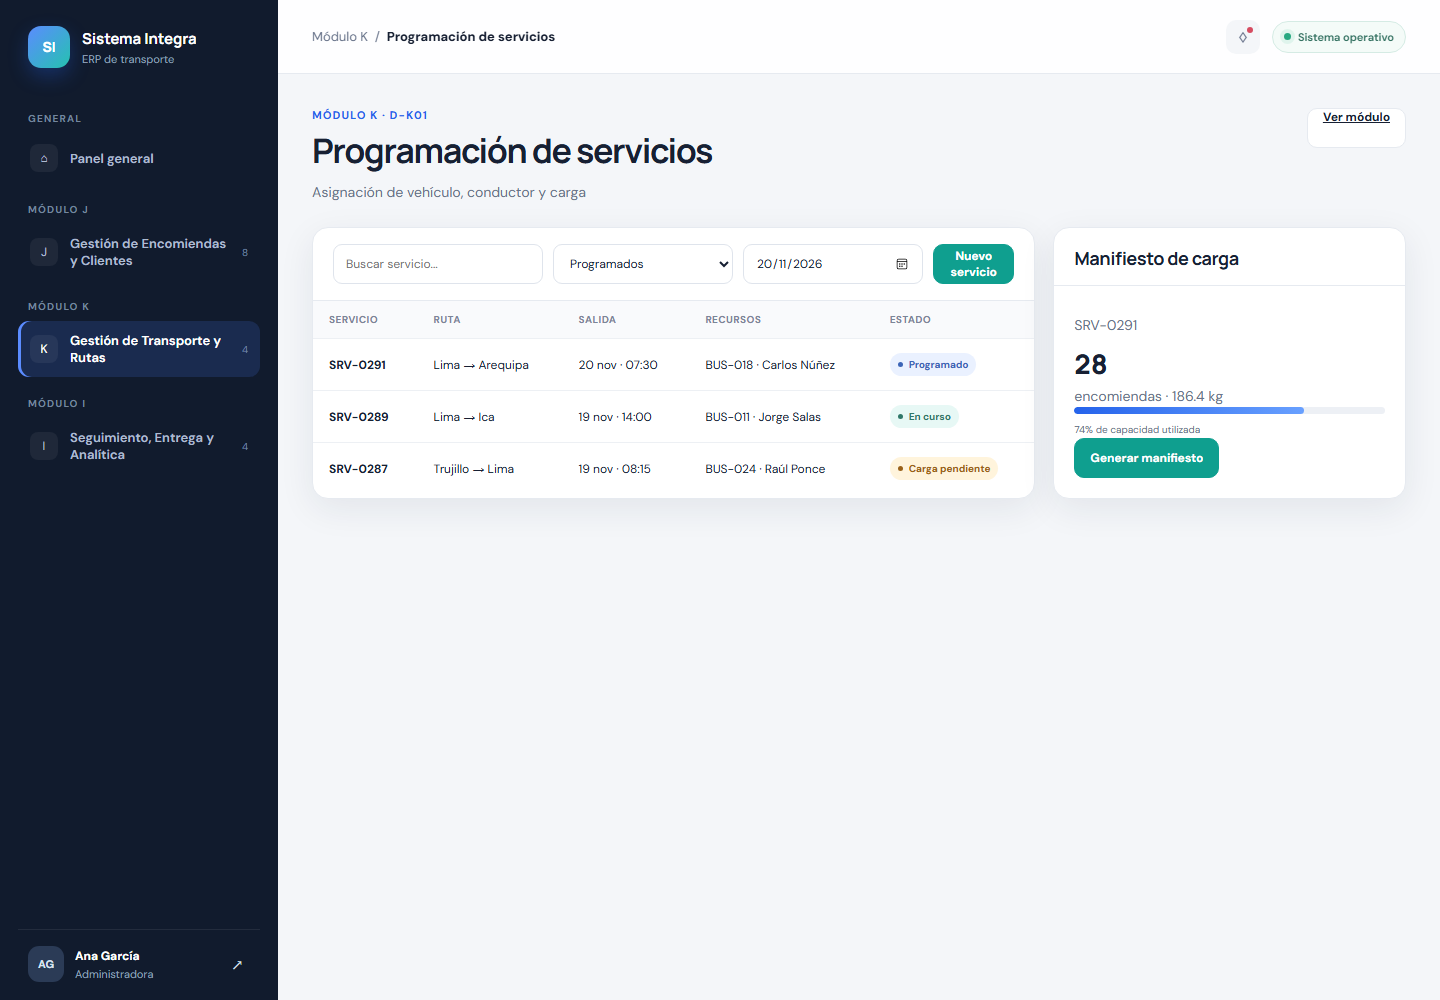 SI
Sistema Integra
ERP de transporte
GENERAL
Panel general
MÓDULO J
J
Gestión de Encomiendas
y Clientes
8
MÓDULO K
K
Gestión de Transporte y
Rutas
4
MÓDULO I
I
Seguimiento, Entrega y
Analítica
4
AG
Ana García
Administradora
Módulo K / Programación de servicios
Sistema operativo
MÓDULO K · D-K01
Programación de servicios
Asignación de vehículo, conductor y carga
Ver módulo
Buscar servicio...
Programados
20/11/2026
Nuevo
servicio
SERVICIO RUTA SALIDA RECURSOS ESTADO
SRV-0291 Lima → Arequipa 20 nov · 07:30 BUS-018 · Carlos Núñez Programado
SRV-0289 Lima → Ica 19 nov · 14:00 BUS-011 · Jorge Salas En curso
SRV-0287 Trujillo → Lima 19 nov · 08:15 BUS-024 · Raúl Ponce Carga pendiente
Manifiesto de carga
SRV-0291
28
encomiendas · 186.4 kg
74% de capacidad utilizada
Generar manifiesto